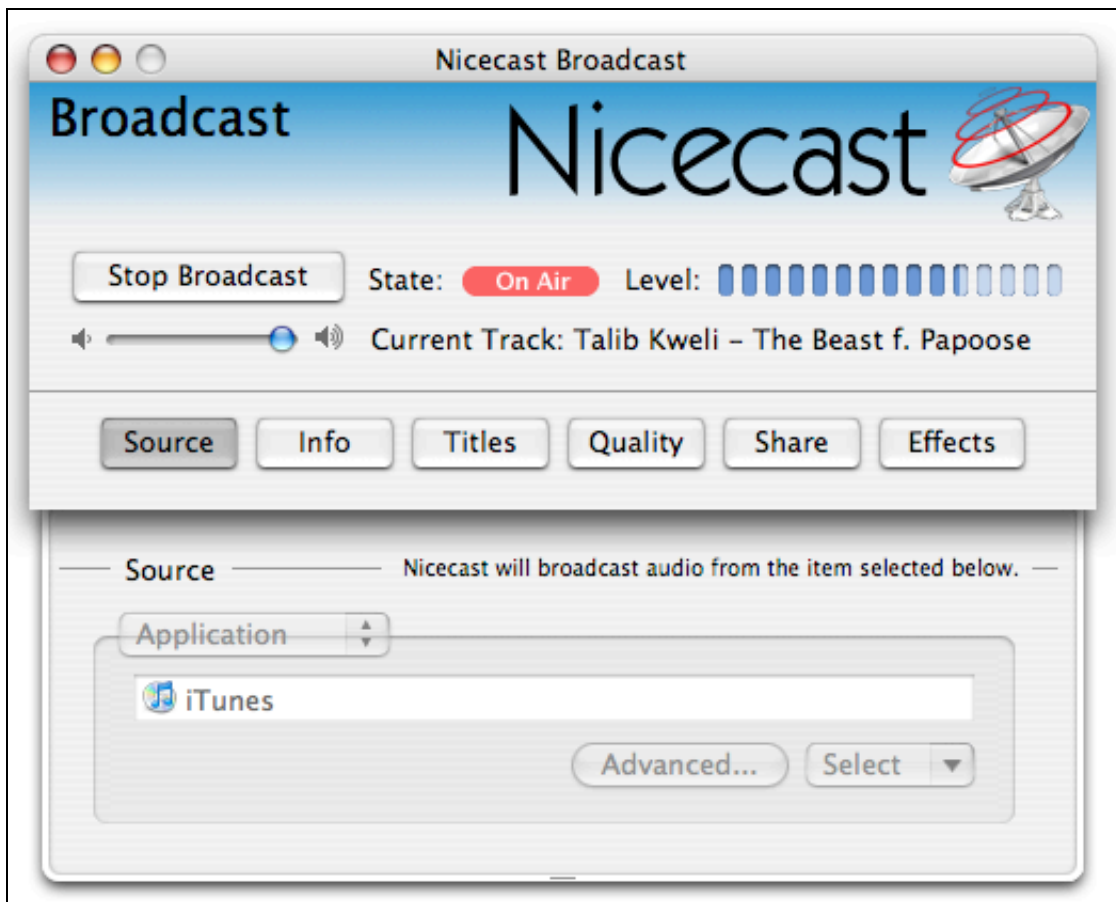 Nicecast Broadcast
Broadcast
Nicecast
Stop Broadcast State: On Air Level:
Current Track: Talib Kweli – The Beast f. Papoose
Source Info Titles Quality Share Effects
Source Nicecast will broadcast audio from the item selected below.
Application
iTunes
Advanced... Select